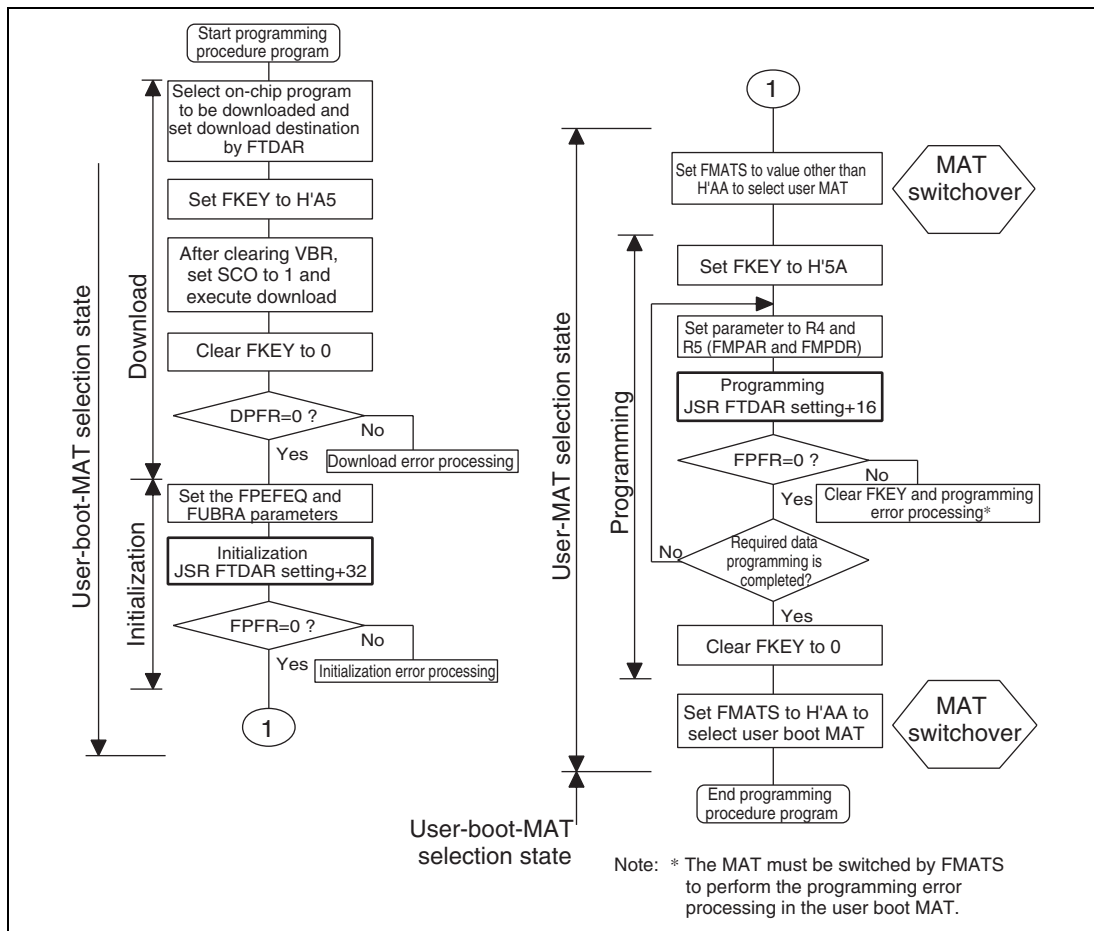 Start programming
procedure program
Select on-chip program
to be downloaded and
set download destination
by FTDAR
Set FKEY to H'A5
After clearing VBR,
set SCO to 1 and
execute download
Clear FKEY to 0
DPFR=0 ?
No
Yes
Download error processing
Set the FPEFEQ and
FUBRA parameters
Initialization
JSR FTDAR setting+32
FPFR=0 ?
No
Yes
Initialization error processing
1
Download
Initialization
User-boot-MAT selection state
1
Set FMATS to value other than
H'AA to select user MAT
MAT
switchover
Set FKEY to H'5A
Set parameter to R4 and
R5 (FMPAR and FMPDR)
Programming
JSR FTDAR setting+16
FPFR=0 ?
No
Yes
Clear FKEY and programming
error processing*
No
Required data
programming is
completed?
Yes
Clear FKEY to 0
Set FMATS to H'AA to
select user boot MAT
MAT
switchover
End programming
procedure program
Programming
User-MAT selection state
User-boot-MAT
selection state
Note: * The MAT must be switched by FMATS
to perform the programming error
processing in the user boot MAT.